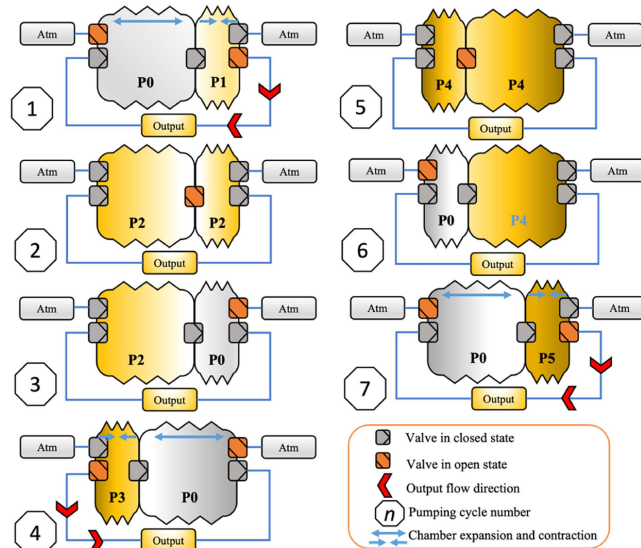 Atm
P0
P1
Atm
1
Output
Atm
P2
P2
Atm
2
Output
Atm
P2
P0
Atm
3
Output
Atm
P3
P0
Atm
4
Output
Atm
P4
P4
Atm
5
Output
Atm
P0
P4
Atm
6
Output
Atm
P0
P5
Atm
7
Output
Valve in closed state
Valve in open state
Output flow direction
n Pumping cycle number
Chamber expansion and contraction